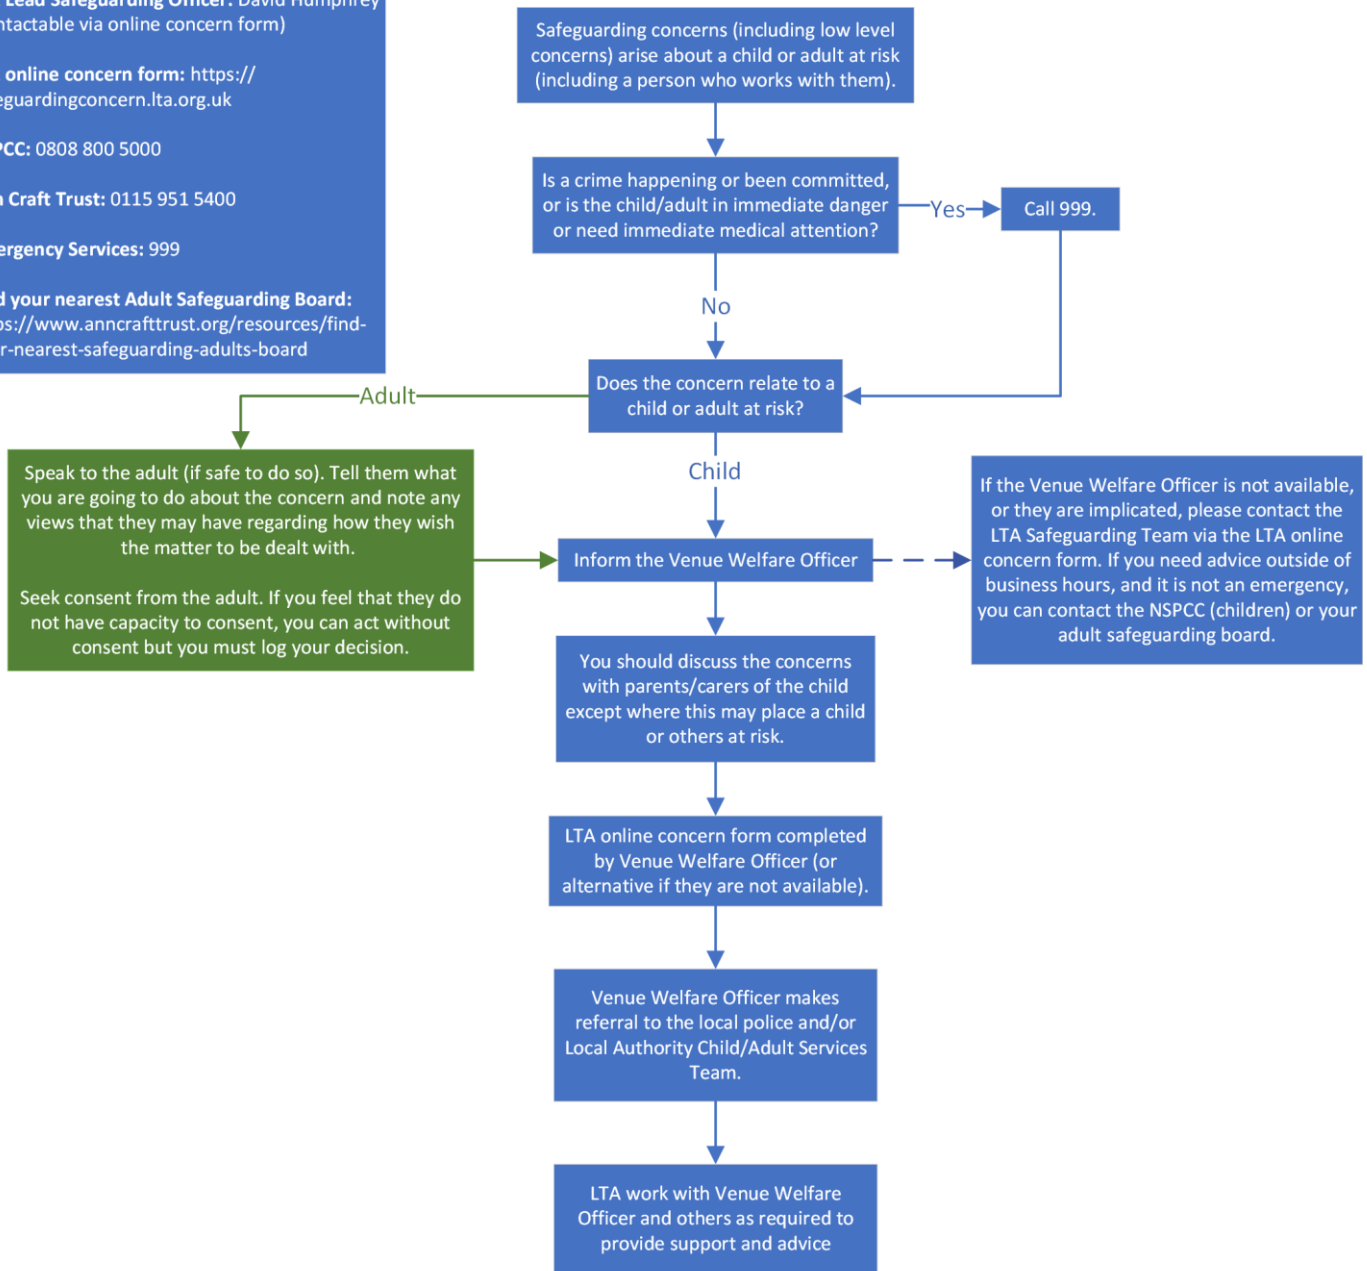 Lead Safeguarding Officer: David Humphrey
ntactable via online concern form)
online concern form: https://
eguardingconcern.lta.org.uk
PCC: 0808 800 5000
n Craft Trust: 0115 951 5400
ergency Services: 999
d your nearest Adult Safeguarding Board:
ps://www.anncrafttrust.org/resources/find-
r-nearest-safeguarding-adults-board
Safeguarding concerns (including low level
concerns) arise about a child or adult at risk
(including a person who works with them).
Is a crime happening or been committed,
or is the child/adult in immediate danger
or need immediate medical attention?
Yes
Call 999.
No
Does the concern relate to a
child or adult at risk?
Adult
Child
Speak to the adult (if safe to do so). Tell them what
you are going to do about the concern and note any
views that they may have regarding how they wish
the matter to be dealt with.
Seek consent from the adult. If you feel that they do
not have capacity to consent, you can act without
consent but you must log your decision.
Inform the Venue Welfare Officer
If the Venue Welfare Officer is not available,
or they are implicated, please contact the
LTA Safeguarding Team via the LTA online
concern form. If you need advice outside of
business hours, and it is not an emergency,
you can contact the NSPCC (children) or your
adult safeguarding board.
You should discuss the concerns
with parents/carers of the child
except where this may place a child
or others at risk.
LTA online concern form completed
by Venue Welfare Officer (or
alternative if they are not available).
Venue Welfare Officer makes
referral to the local police and/or
Local Authority Child/Adult Services
Team.
LTA work with Venue Welfare
Officer and others as required to
provide support and advice